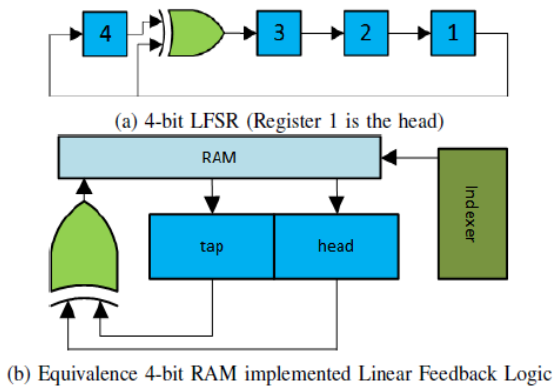 4 3 2 1
(a) 4-bit LFSR (Register 1 is the head)
RAM
Indexer
tap head
(b) Equivalence 4-bit RAM implemented Linear Feedback Logic